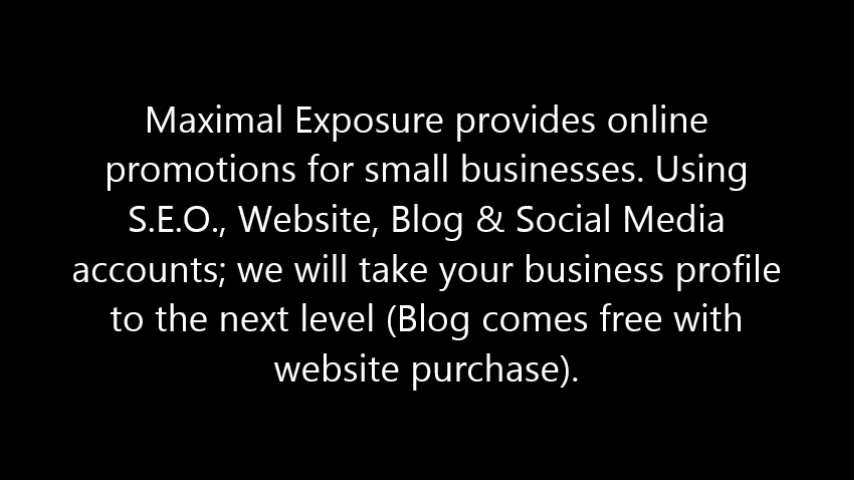 Maximal Exposure provides online
promotions for small businesses. Using
S.E.O., Website, Blog & Social Media
accounts; we will take your business profile
to the next level (Blog comes free with
website purchase).